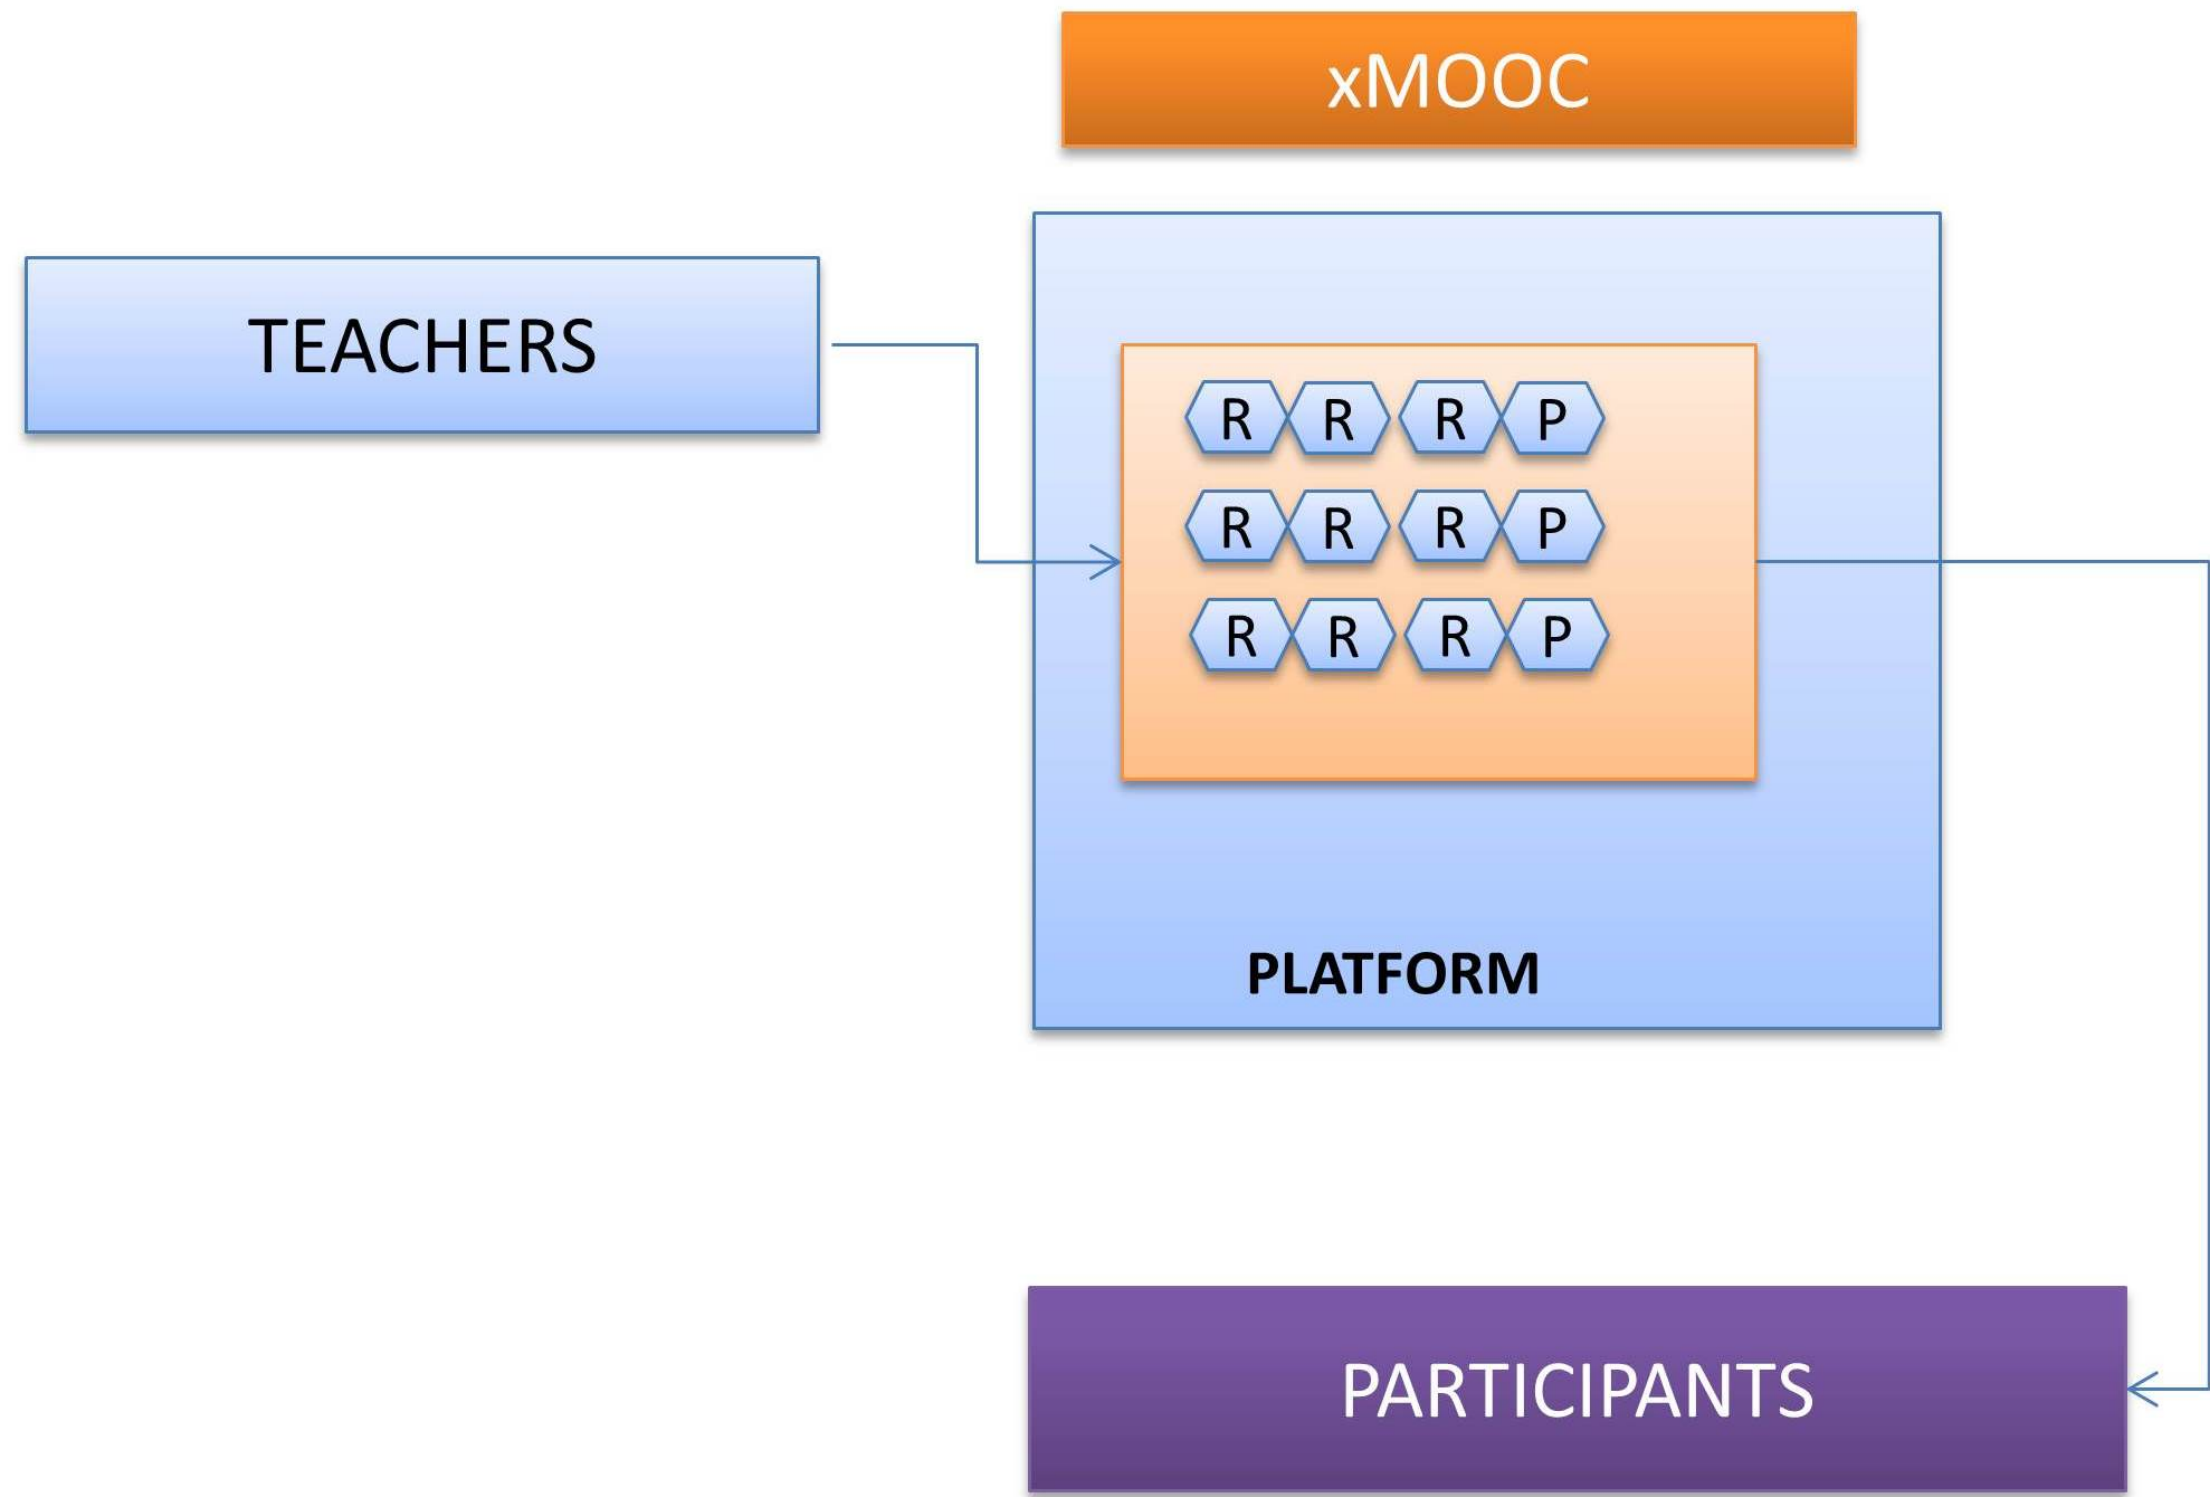 xMOOC
TEACHERS
R R R P
R R R P
R R R P
PLATFORM
PARTICIPANTS